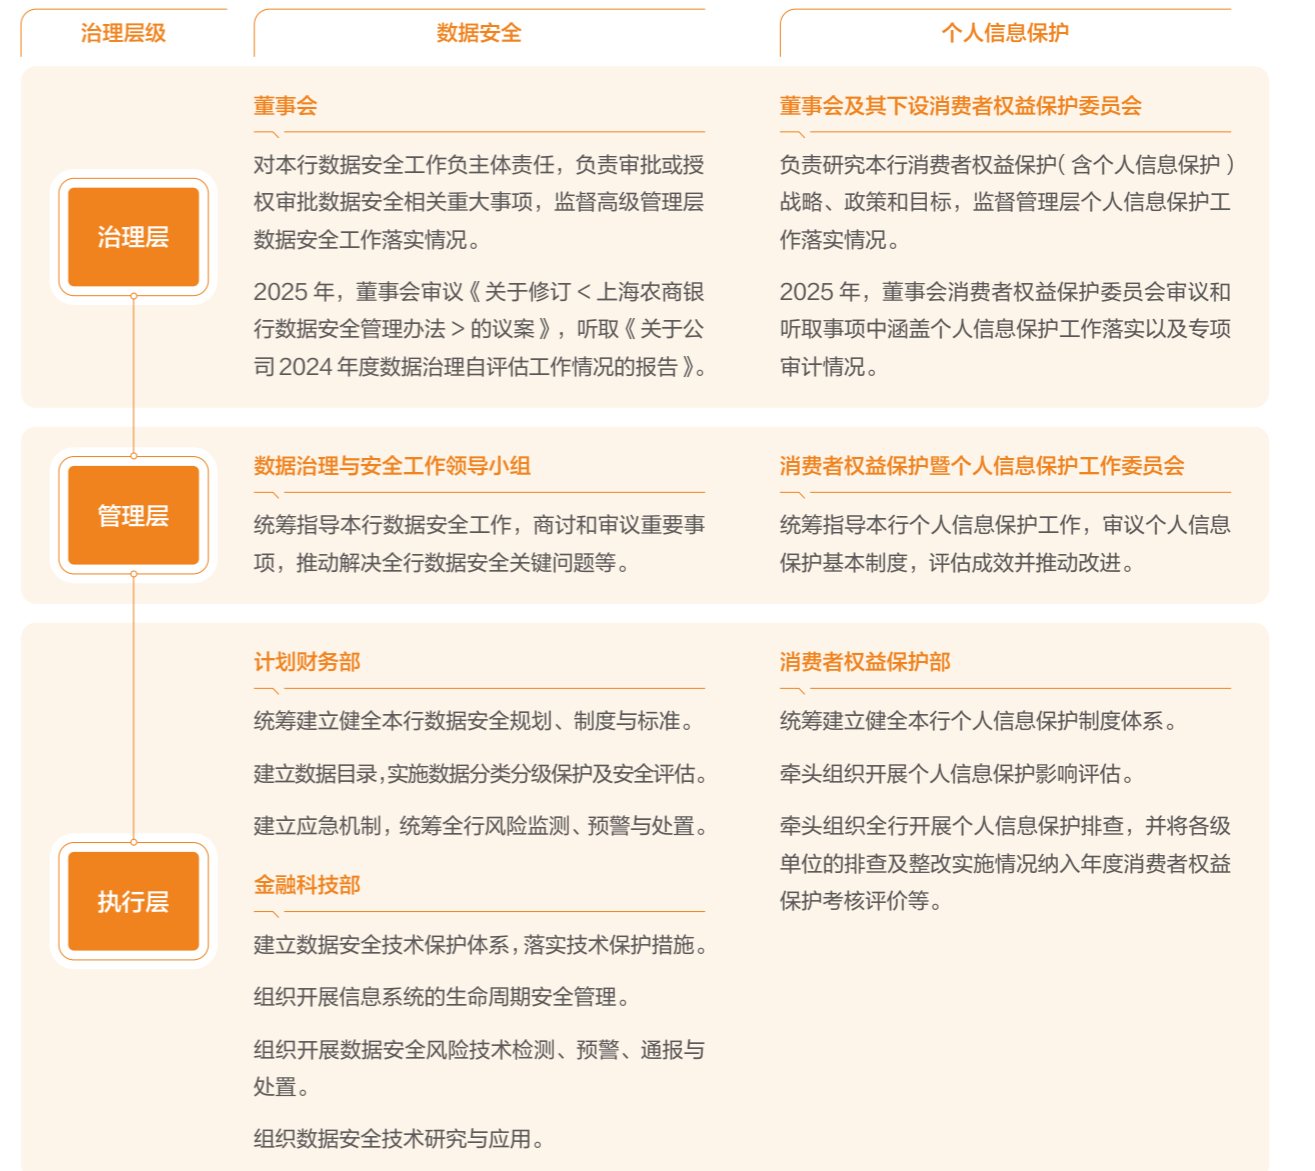 治理层级
数据安全
个人信息保护
治理层
董事会
对本行数据安全工作负主体责任，负责审批或授
权审批数据安全相关重大事项，监督高级管理层
数据安全工作落实情况。
2025 年，董事会审议《关于修订 < 上海农商银
行数据安全管理办法 > 的议案》，听取《关于公
司 2024 年度数据治理自评估工作情况的报告》。
董事会及其下设消费者权益保护委员会
负责研究本行消费者权益保护（含个人信息保护）
战略、政策和目标，监督管理层个人信息保护工
作落实情况。
2025 年，董事会消费者权益保护委员会审议和
听取事项中涵盖个人信息保护工作落实以及专项
审计情况。
管理层
数据治理与安全工作领导小组
统筹指导本行数据安全工作，商讨和审议重要事
项，推动解决全行数据安全关键问题等。
消费者权益保护暨个人信息保护工作委员会
统筹指导本行个人信息保护工作，审议个人信息
保护基本制度，评估成效并推动改进。
执行层
计划财务部
统筹建立健全本行数据安全规划、制度与标准。
建立数据目录，实施数据分类分级保护及安全评估。
建立应急机制，统筹全行风险监测、预警与处置。
金融科技部
建立数据安全技术保护体系，落实技术保护措施。
组织开展信息系统的生命周期安全管理。
组织开展数据安全风险技术检测、预警、通报与
处置。
组织数据安全技术研究与应用。
消费者权益保护部
统筹建立健全本行个人信息保护制度体系。
牵头组织开展个人信息保护影响评估。
牵头组织全行开展个人信息保护排查，并将各级
单位的排查及整改实施情况纳入年度消费者权益
保护考核评价等。